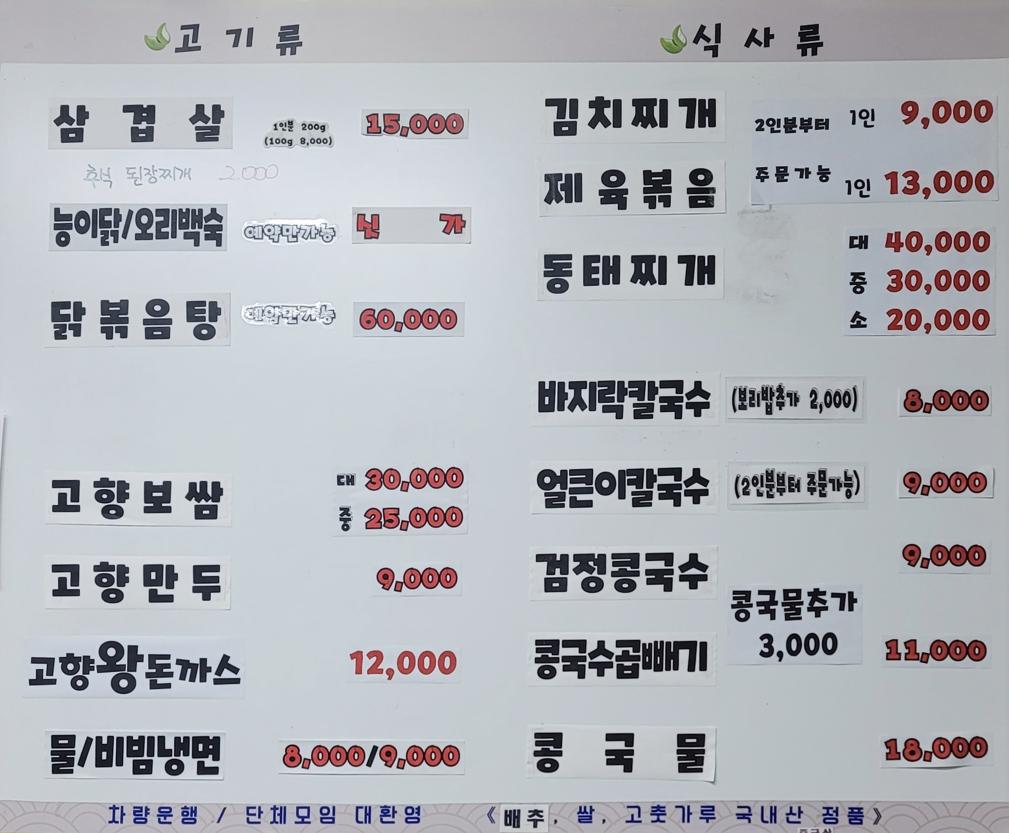 고기류
삼겹살 1인분 200g (100g 8,000) 15,000
후식 된장찌개 2.000
능이닭/오리백숙 예약만가능 싯가
닭볶음탕 예약만가능 60,000
고향보쌈 대 30,000
중 25,000
고향만두 9,000
고향왕돈까스 12,000
물/비빔냉면 8,000/9,000
식사류
김치찌개 2인분부터 1인 9,000
제육볶음 주문가능 1인 13,000
동태찌개 대 40,000
중 30,000
소 20,000
바지락칼국수 (보리밥추가 2,000) 8,000
얼큰이칼국수 (2인분부터 주문가능) 9,000
검정콩국수 9,000
콩국물추가
3,000
콩국수곱빼기 11,000
콩국물 18,000
차량운행 / 단체모임 대환영 《배추, 쌀, 고춧가루 국내산 정품》